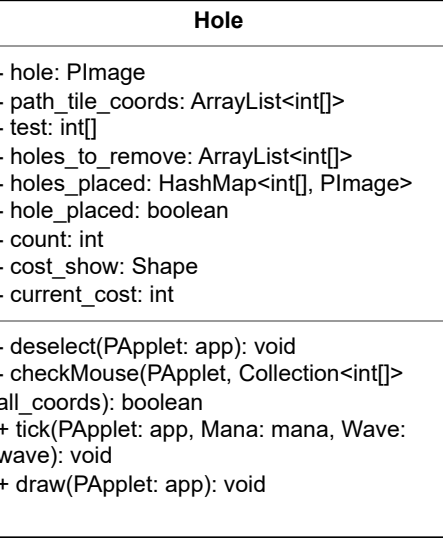 Hole
- hole: PImage
- path_tile_coords: ArrayList<int[]>
- test: int[]
- holes_to_remove: ArrayList<int[]>
- holes_placed: HashMap<int[], PImage>
- hole_placed: boolean
- count: int
- cost_show: Shape
- current_cost: int
- deselect(PApplet: app): void
- checkMouse(PApplet, Collection<int[]>
all_coords): boolean
+ tick(PApplet: app, Mana: mana, Wave:
wave): void
+ draw(PApplet: app): void